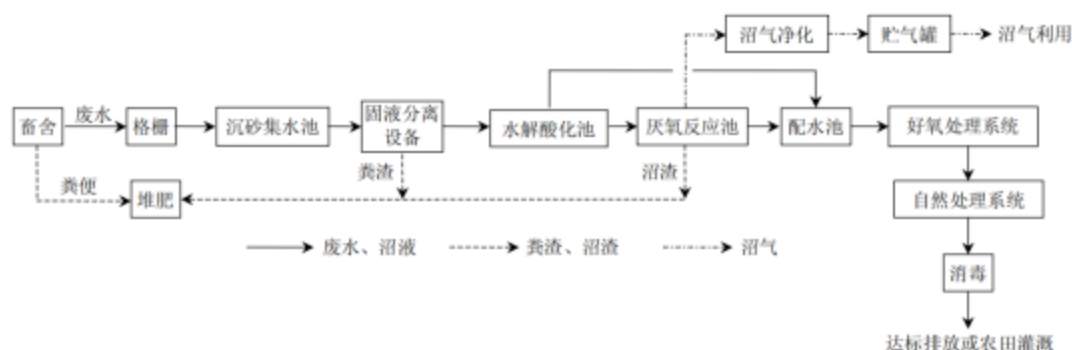 沼气净化
贮气罐
沼气利用
畜舍
废水
格栅
沉砂集水池
固液分离
设备
水解酸化池
厌氧反应池
配水池
好氧处理系统
粪便
堆肥
粪渣
沼渣
自然处理系统
废水、沼液
粪渣、沼渣
沼气
消毒
达标排放或农田灌溉